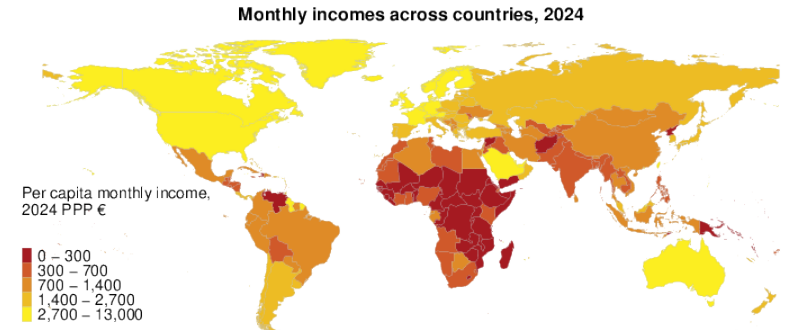 Monthly incomes across countries, 2024
Per capita monthly income,
2024 PPP €
0 – 300
300 – 700
700 – 1,400
1,400 – 2,700
2,700 – 13,000